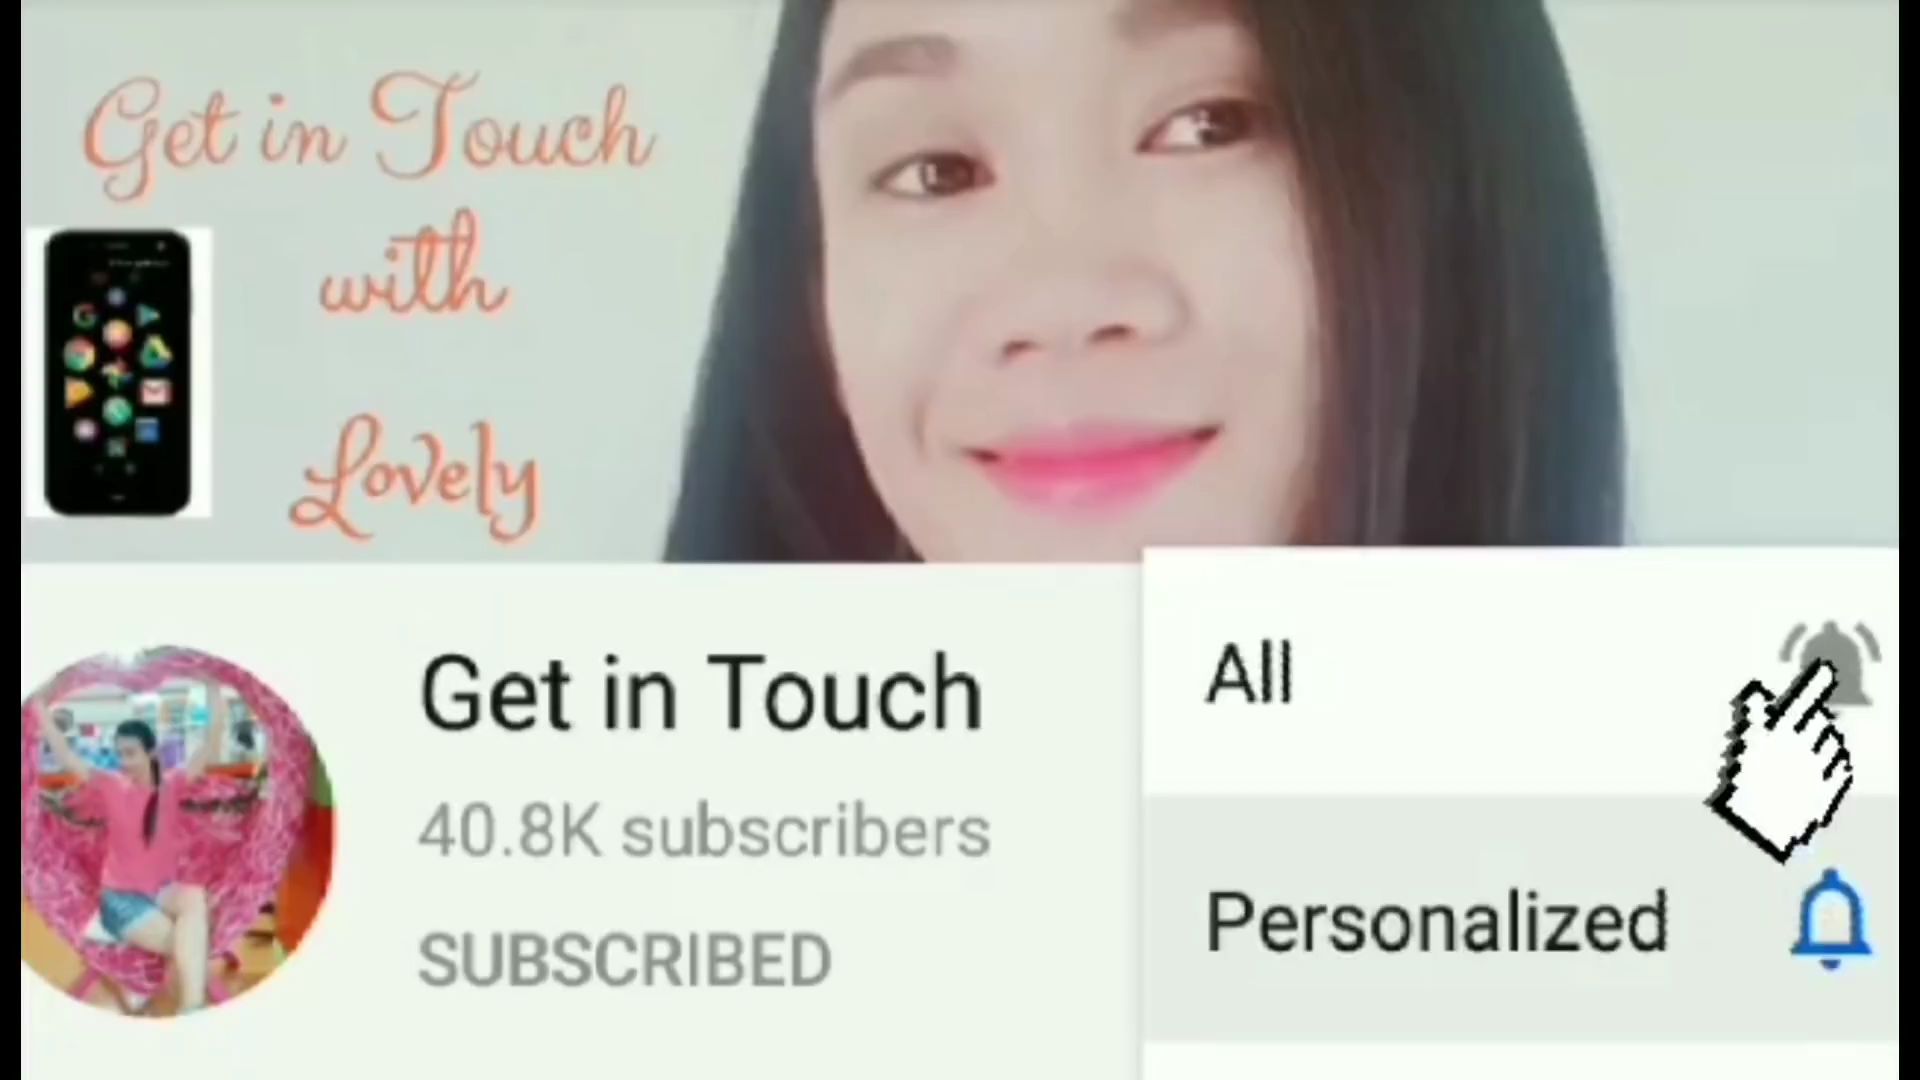 Get in Touch
with
Lovely
Get in Touch
40.8K subscribers
SUBSCRIBED
All
Personalized